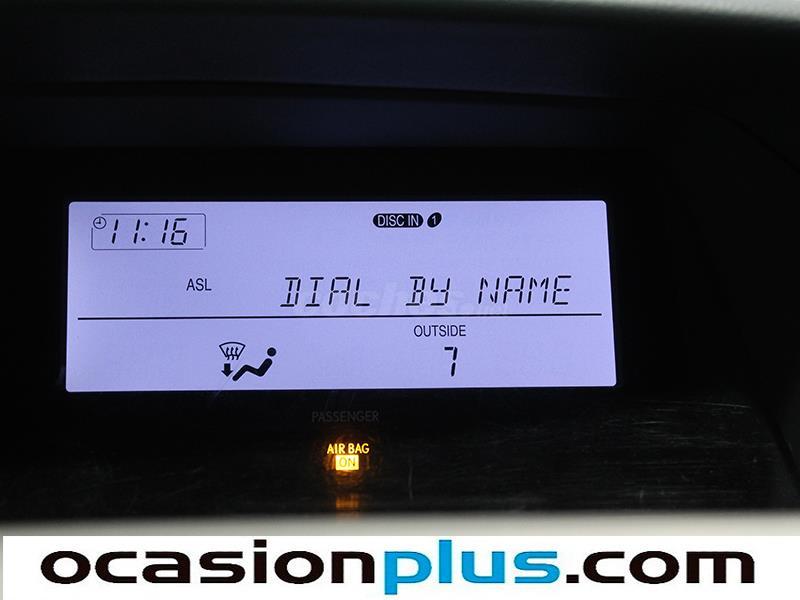 11:16
DISC IN 1
ASL
DIAL BY NAME
OUTSIDE
7
PASSENGER
AIR BAG
ON
ocasionplus.com